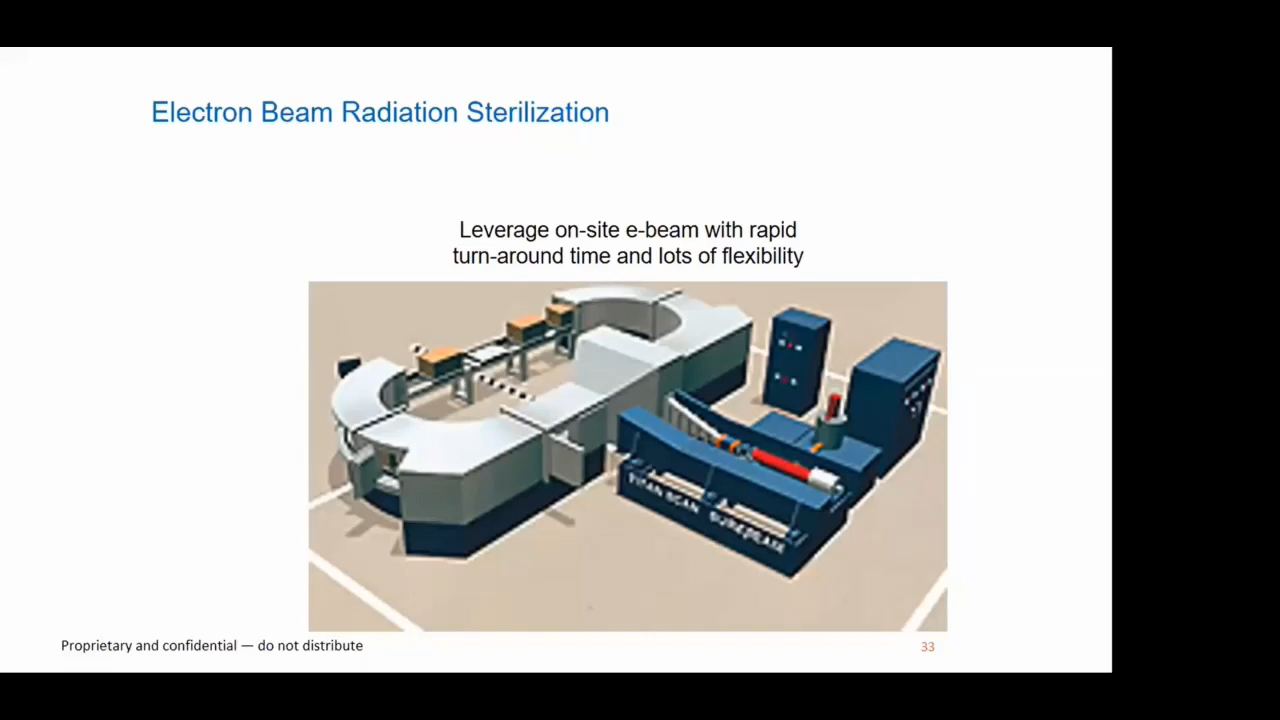 Electron Beam Radiation Sterilization
Leverage on-site e-beam with rapid
turn-around time and lots of flexibility
TITAN SCAN SUREBEAM
Proprietary and confidential — do not distribute
33